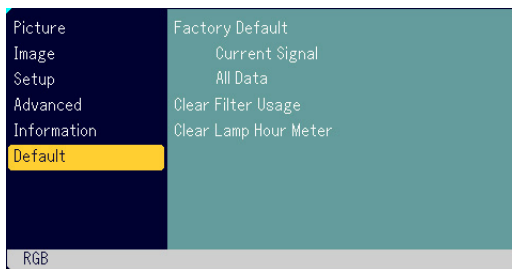 Picture
Image
Setup
Advanced
Information
Default
Factory Default
Current Signal
All Data
Clear Filter Usage
Clear Lamp Hour Meter
RGB